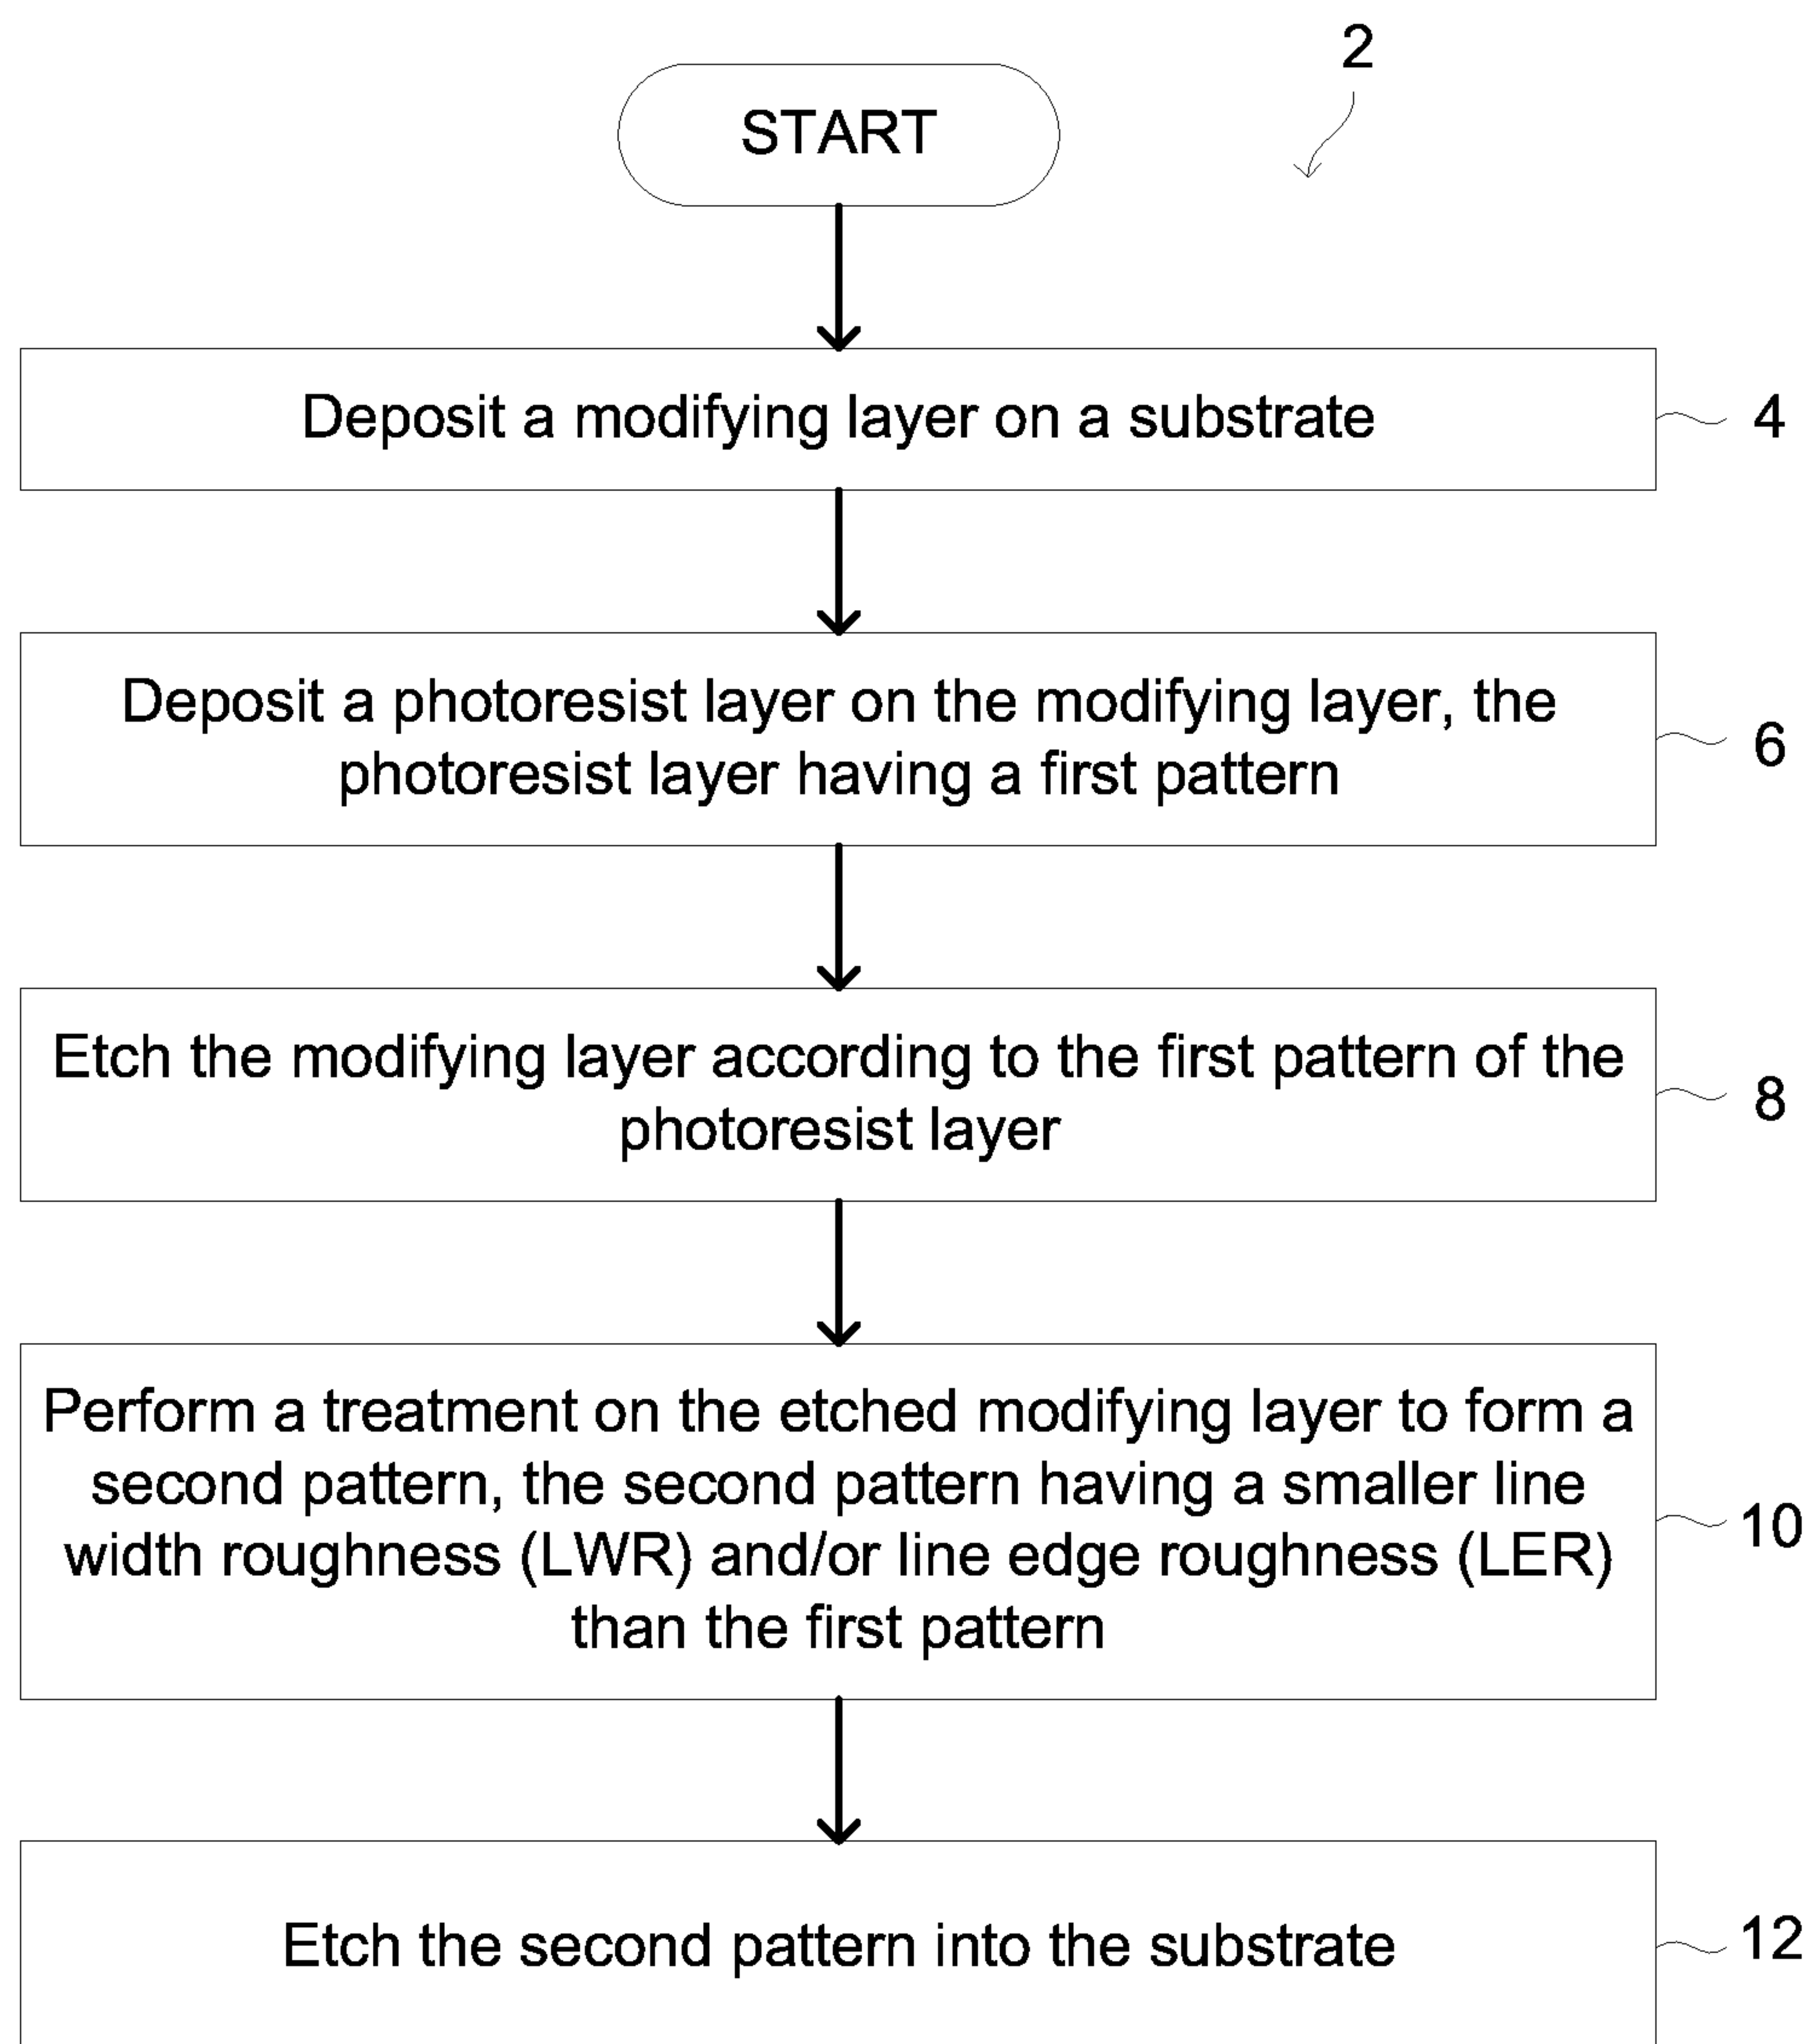 2
START
Deposit a modifying layer on a substrate
4
Deposit a photoresist layer on the modifying layer, the
photoresist layer having a first pattern
6
Etch the modifying layer according to the first pattern of the
photoresist layer
8
Perform a treatment on the etched modifying layer to form a
second pattern, the second pattern having a smaller line
width roughness (LWR) and/or line edge roughness (LER)
than the first pattern
10
Etch the second pattern into the substrate
12